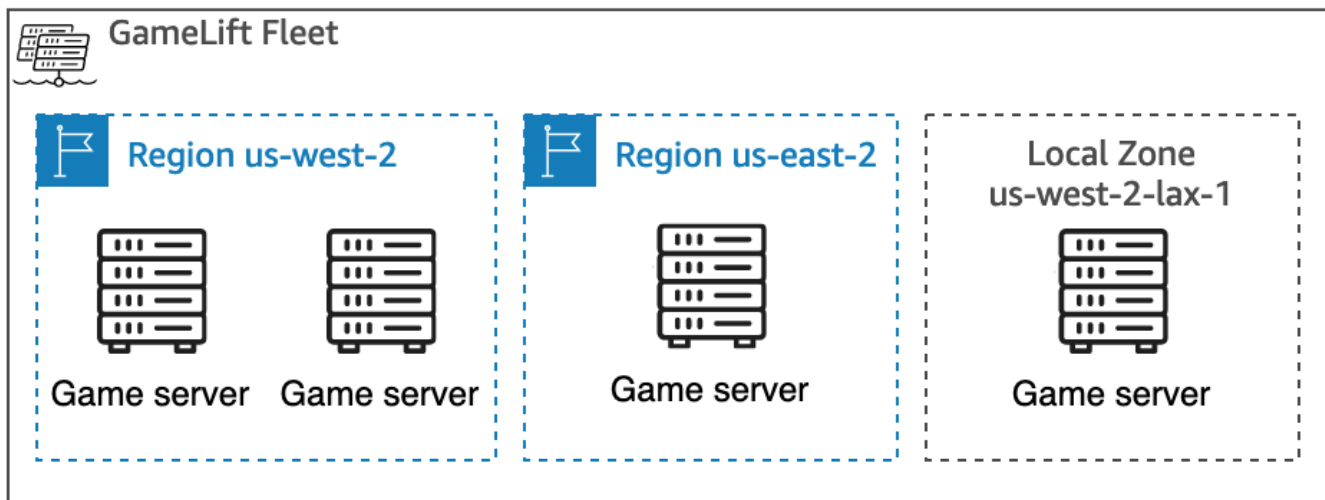 GameLift Fleet
Region us-west-2
Game server
Game server
Region us-east-2
Game server
Local Zone
us-west-2-lax-1
Game server